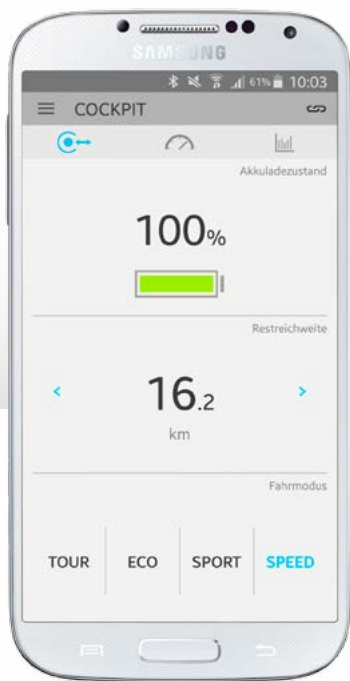 SAMSUNG
61% 10:03
COCKPIT
Akkuladezustand
100%
Restreichweite
< 16.2 >
km
Fahrmodus
TOUR ECO SPORT SPEED